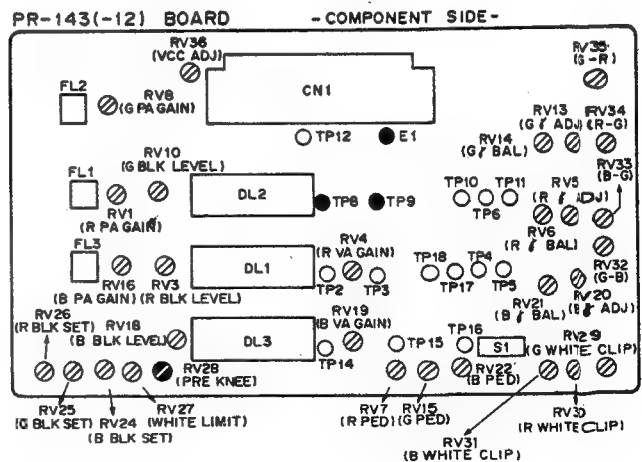 PR-143(-12) BOARD
-COMPONENT SIDE-
RV36
(VCC ADJ)
RV35
(G-R)
FL2
RV8
(G PA GAIN)
CN1
RV13
(G γ ADJ)
RV34
(R-G)
TP12
E1
RV14
(G γ BAL)
RV33
(B-G)
RV10
(G BLK LEVEL)
FL1
DL2
TP8
TP9
TP10
TP11
TP6
RV5
(R γ ADJ)
RV1
(R PA GAIN)
RV6
(R γ BAL)
FL3
RV4
(R VA GAIN)
DL1
TP18
TP4
TP2
TP3
TP17
TP5
RV32
(G-B)
RV16
(B PA GAIN)
RV3
(R BLK LEVEL)
RV26
(R BLK SET)
RV18
(B BLK LEVEL)
RV19
(B VA GAIN)
RV21
(B γ BAL)
RV20
(B γ ADJ)
DL3
TP14
TP15
TP16
S1
RV29
(G WHITE CLIP)
RV28
(PRE KNEE)
RV22
(B PED)
RV25
(G BLK SET)
RV24
(B BLK SET)
RV27
(WHITE LIMIT)
RV7
(R PED)
RV15
(G PED)
RV30
(R WHITE CLIP)
RV31
(B WHITE CLIP)